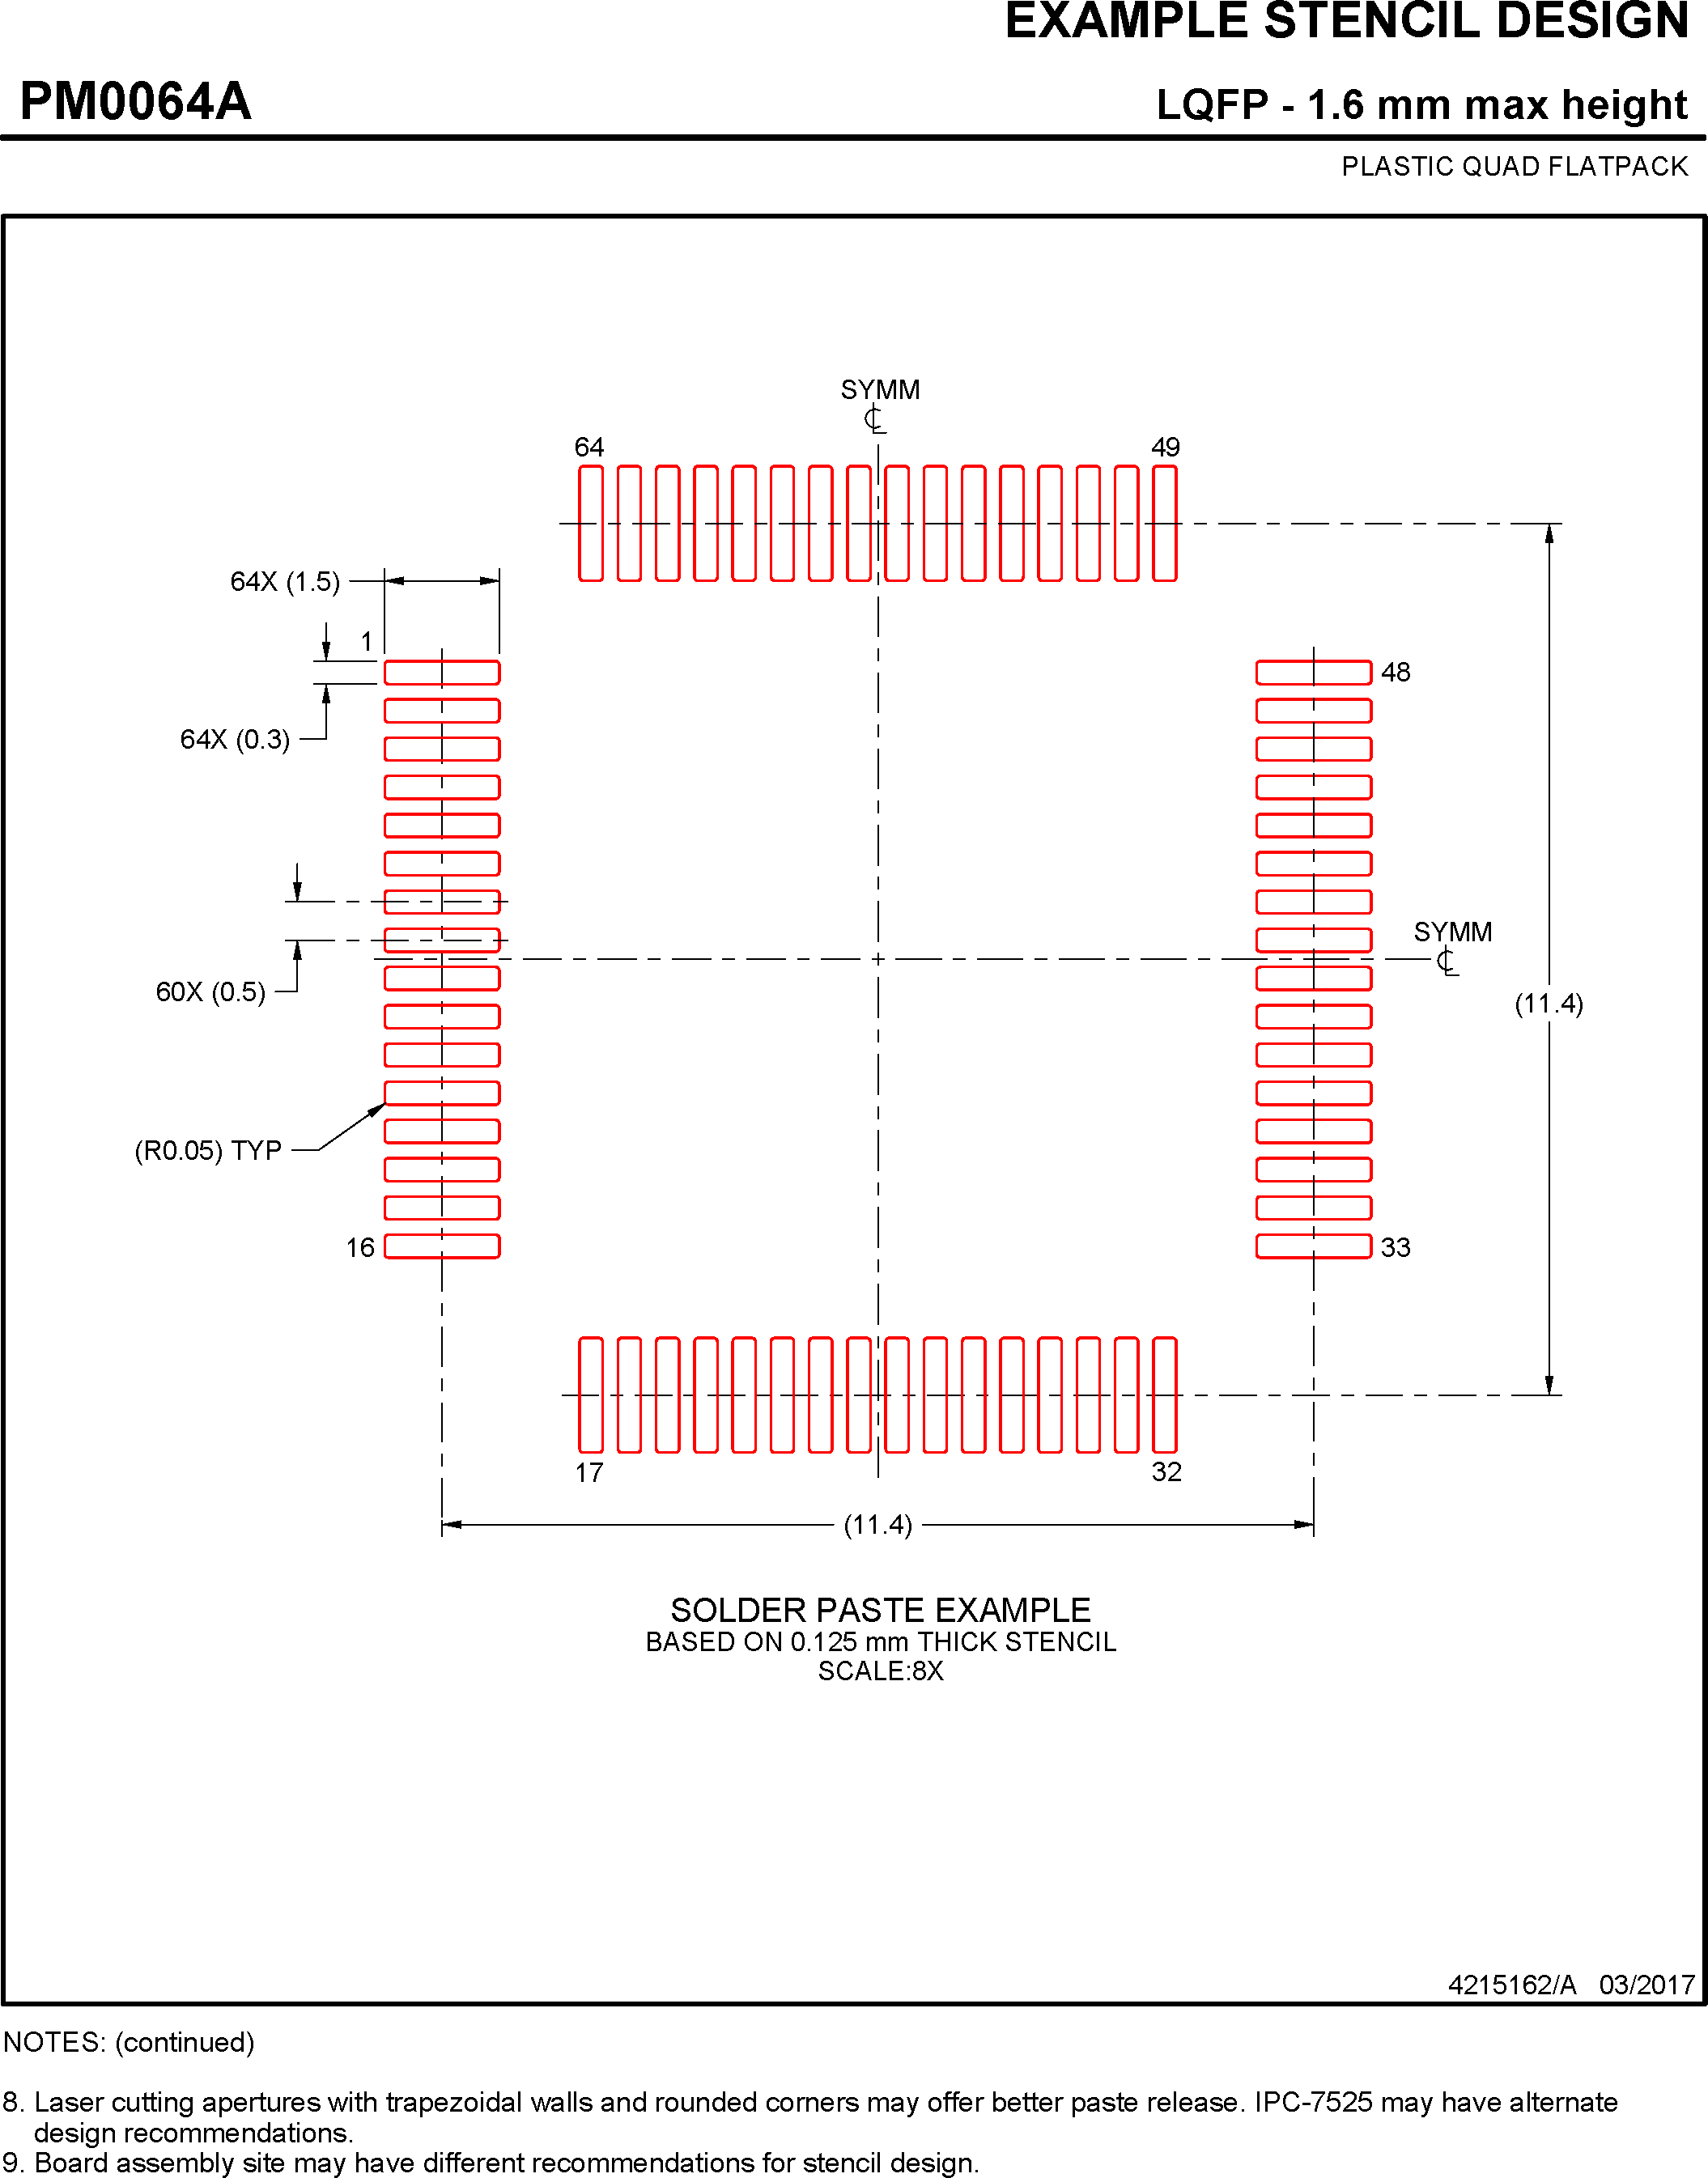 EXAMPLE STENCIL DESIGN
PM0064A
LQFP - 1.6 mm max height
PLASTIC QUAD FLATPACK
SYMM
℄
64
49
64X (1.5)
1
48
64X (0.3)
SYMM
℄
60X (0.5)
(11.4)
(R0.05) TYP
16
33
17
32
(11.4)
SOLDER PASTE EXAMPLE
BASED ON 0.125 mm THICK STENCIL
SCALE:8X
4215162/A 03/2017
NOTES: (continued)
8. Laser cutting apertures with trapezoidal walls and rounded corners may offer better paste release. IPC-7525 may have alternate
design recommendations.
9. Board assembly site may have different recommendations for stencil design.